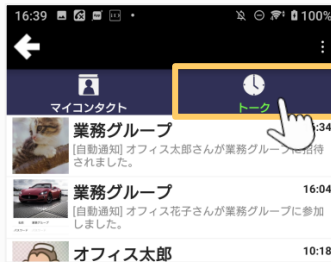 16:39
100%
マイコンタクト
トーク
業務グループ
:34
[自動通知] オフィス太郎さんが業務グループに招待
されました。
業務グループ
16:04
[自動通知] オフィス花子さんが業務グループに参加
しました。
オフィス太郎
10:18